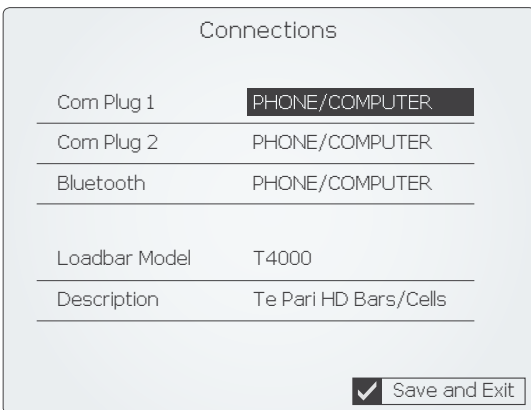 Connections
Com Plug 1 PHONE/COMPUTER
Com Plug 2 PHONE/COMPUTER
Bluetooth PHONE/COMPUTER
Loadbar Model T4000
Description Te Pari HD Bars/Cells
Save and Exit